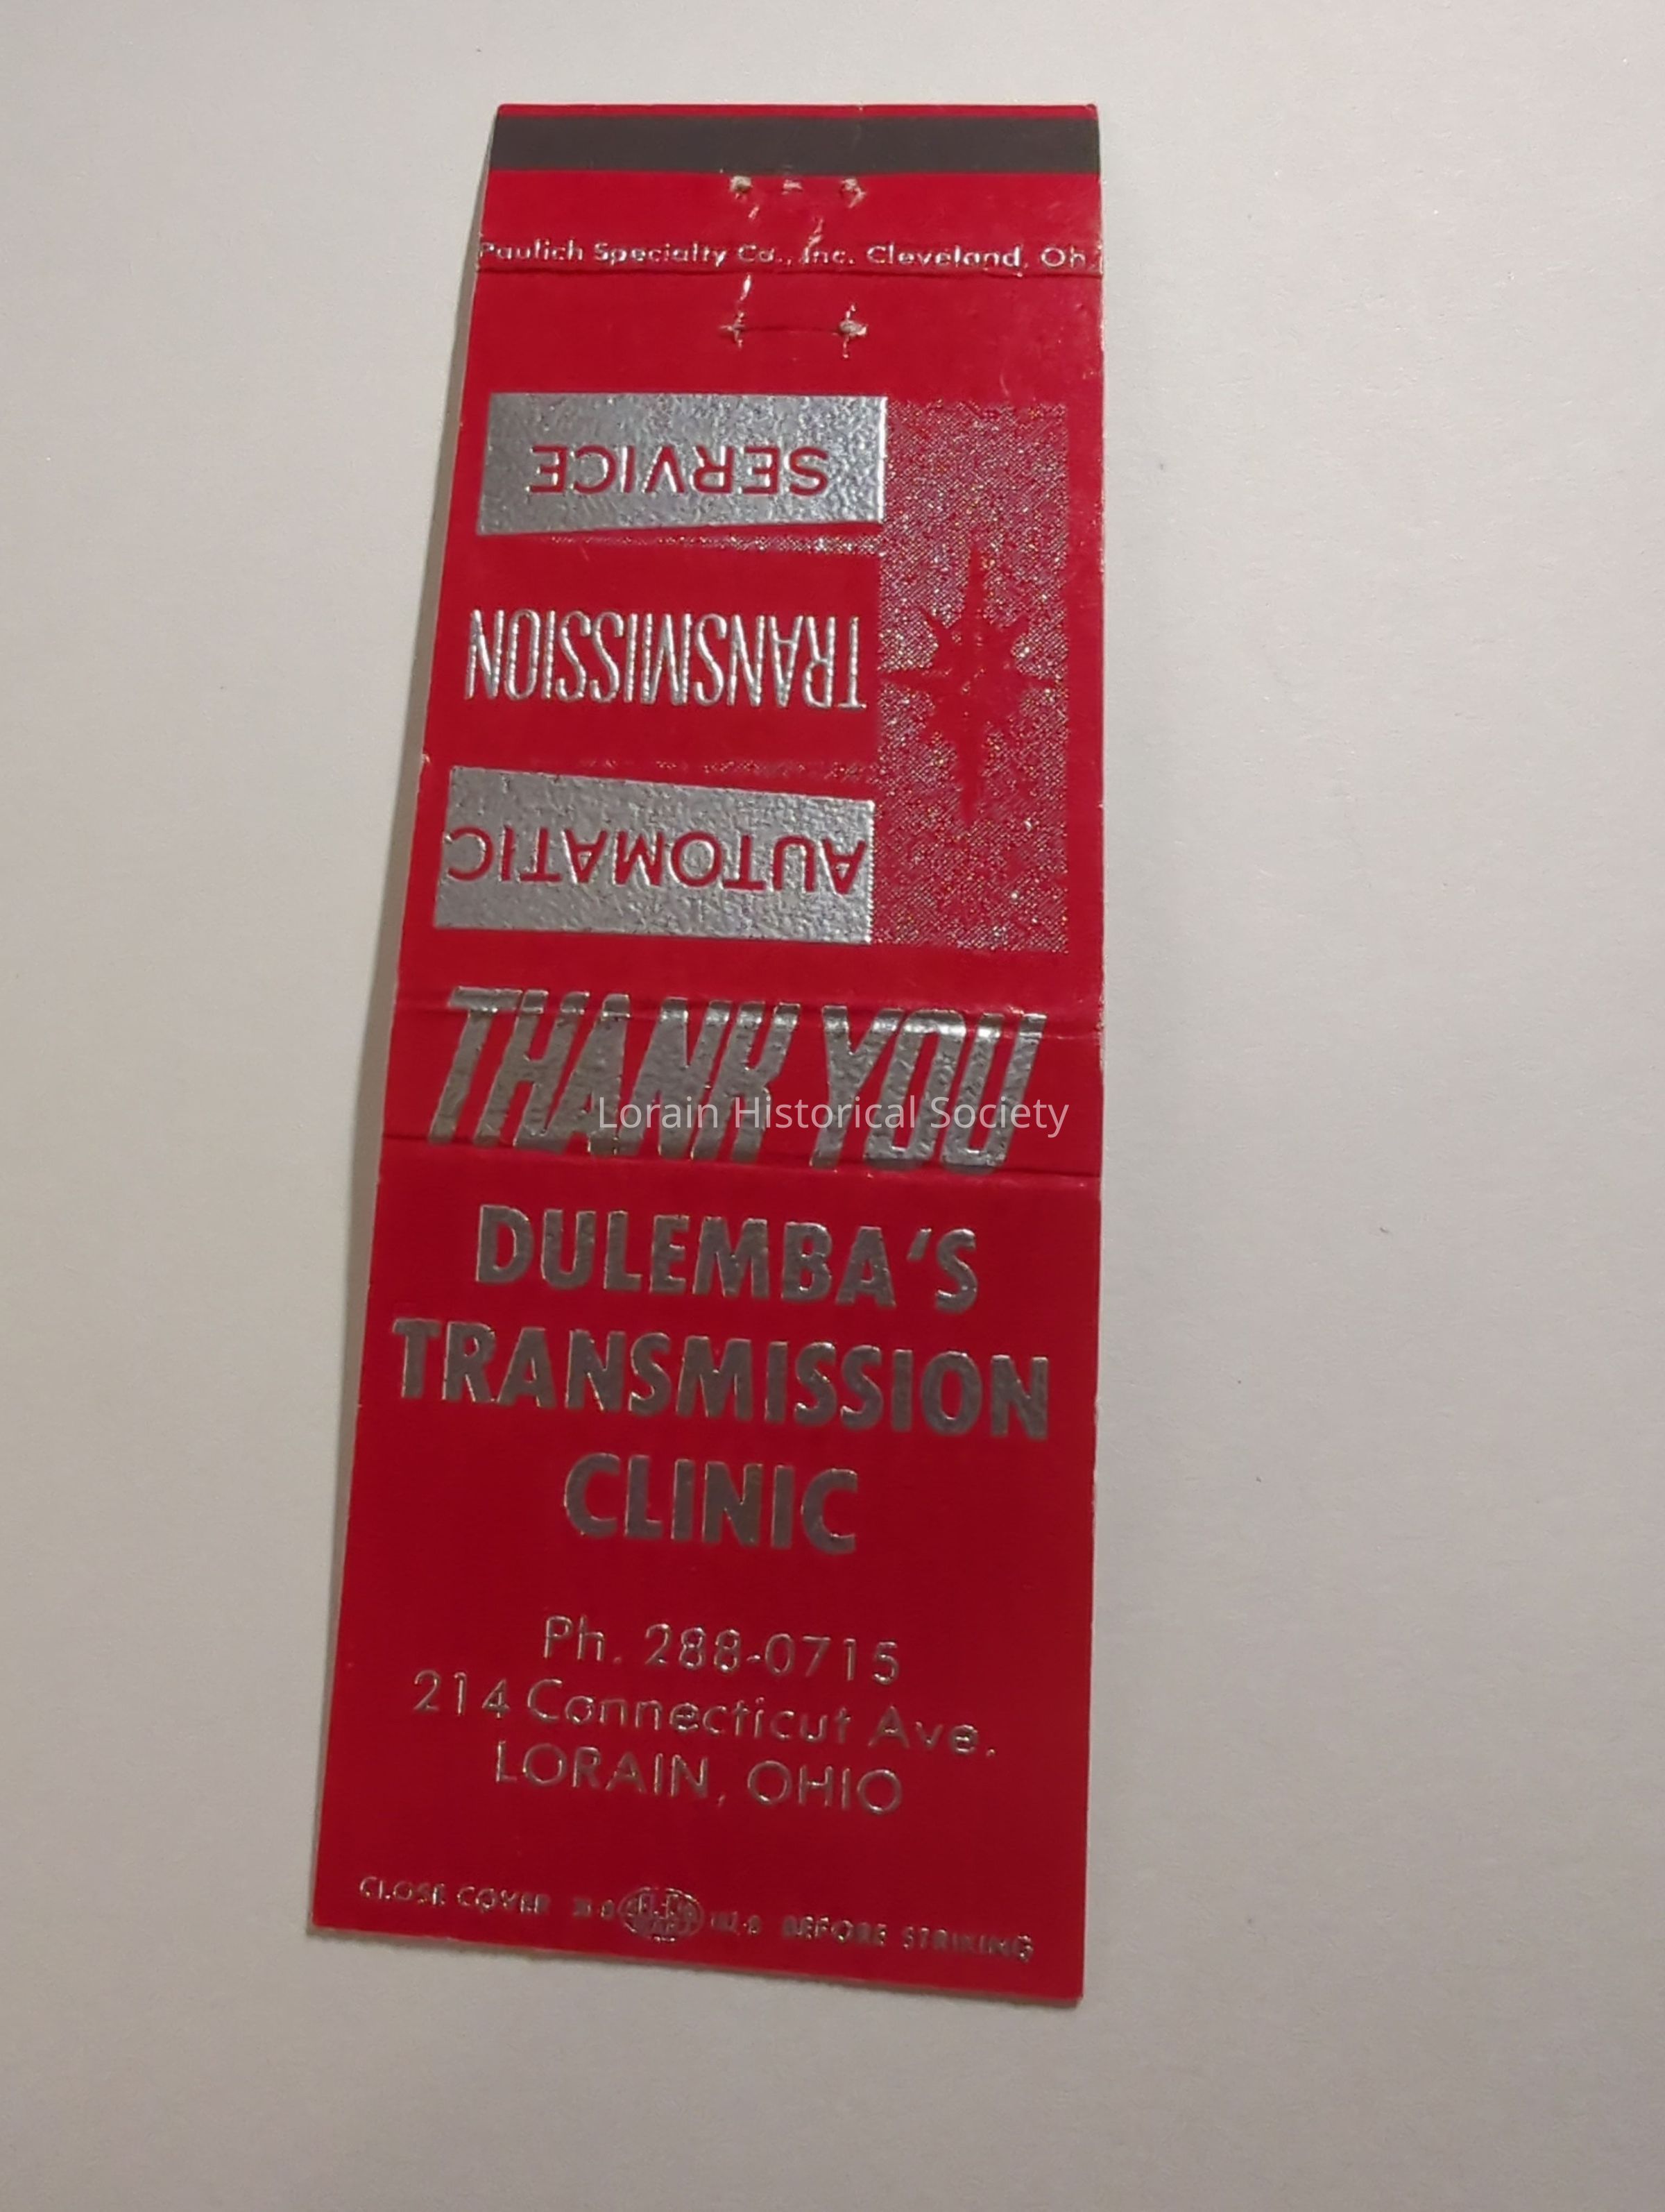 Paulich Specialty Co., Inc. Cleveland, Oh.
AUTOMATIC
TRANSMISSION
SERVICE
THANK YOU
Lorain Historical Society
DULEMBA'S
TRANSMISSION
CLINIC
Ph. 288-0715
214 Connecticut Ave.
LORAIN, OHIO
CLOSE COVER BEFORE STRIKING